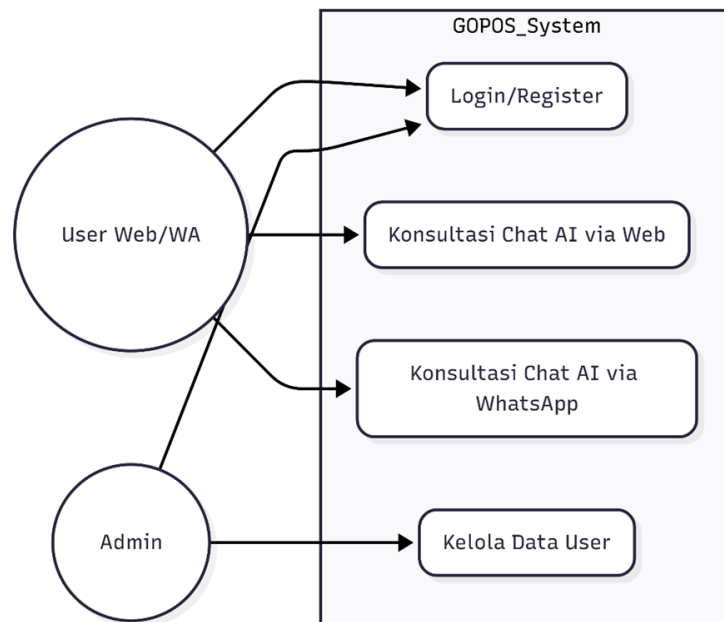 GOPOS_System
Login/Register
User Web/WA
Konsultasi Chat AI via Web
Konsultasi Chat AI via
WhatsApp
Admin
Kelola Data User